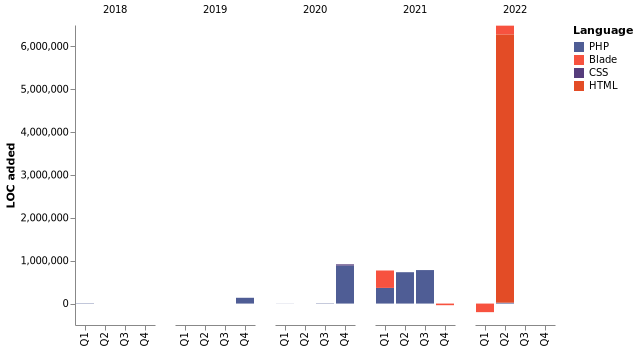 2018 2019 2020 2021 2022
Language
PHP
Blade
CSS
HTML
LOC added
6,000,000
5,000,000
4,000,000
3,000,000
2,000,000
1,000,000
0
Q1 Q2 Q3 Q4 Q1 Q2 Q3 Q4 Q1 Q2 Q3 Q4 Q1 Q2 Q3 Q4 Q1 Q2 Q3 Q4